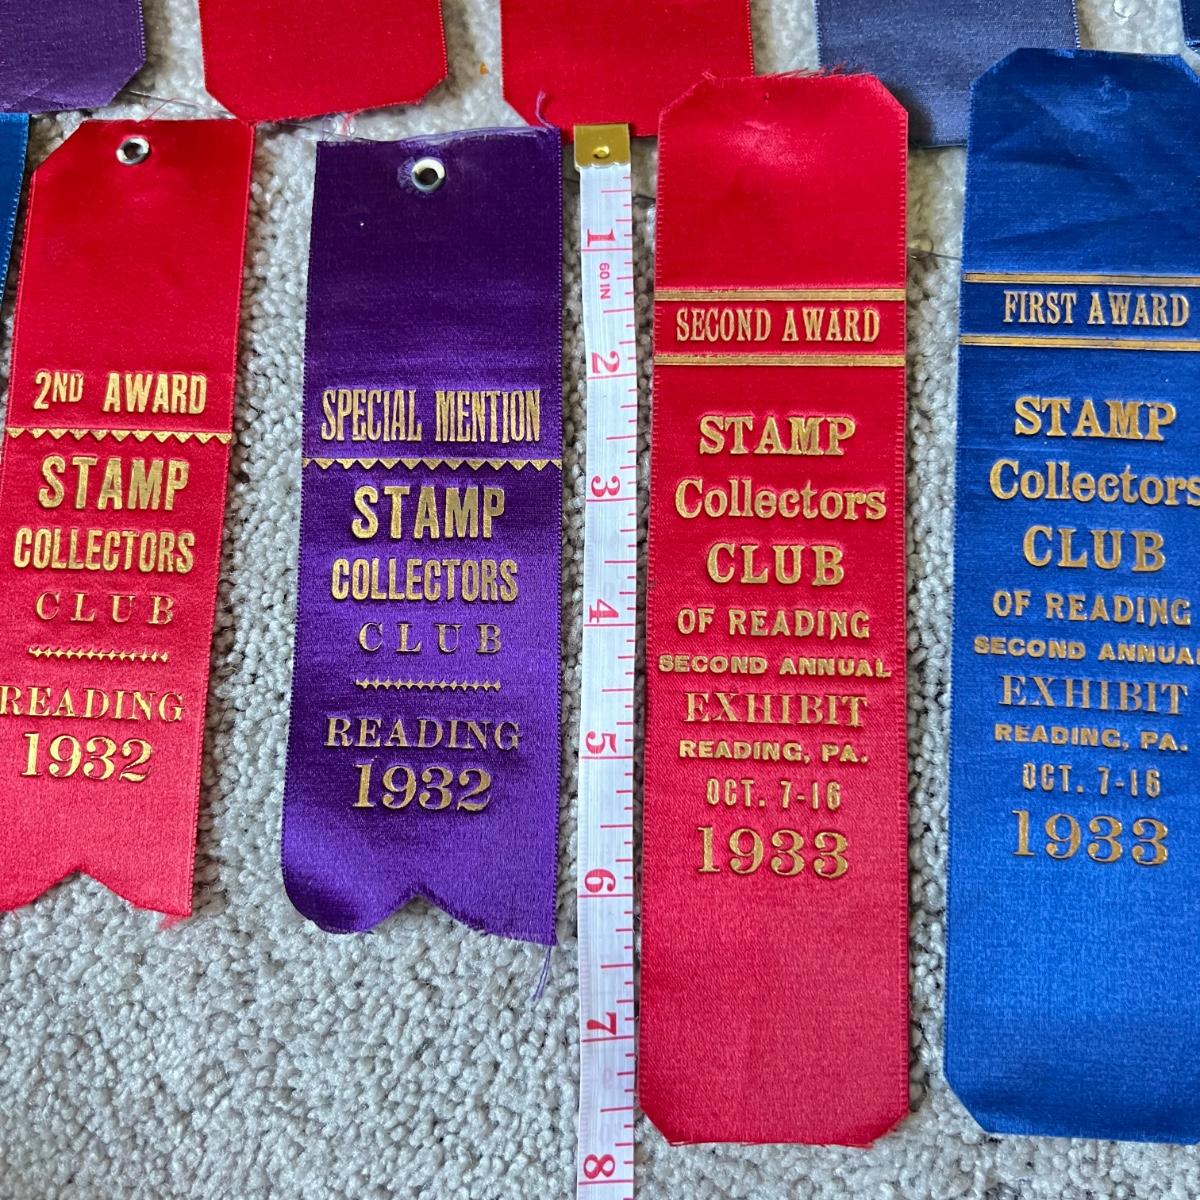 2ND AWARD
STAMP
COLLECTORS
CLUB
READING
1932
SPECIAL MENTION
STAMP
COLLECTORS
CLUB
READING
1932
1
60 IN
2
3
4
5
6
7
8
SECOND AWARD
STAMP
Collectors
CLUB
OF READING
SECOND ANNUAL
EXHIBIT
READING, PA.
OCT. 7-16
1933
FIRST AWARD
STAMP
Collectors
CLUB
OF READING
SECOND ANNUAL
EXHIBIT
READING, PA.
OCT. 7-16
1933